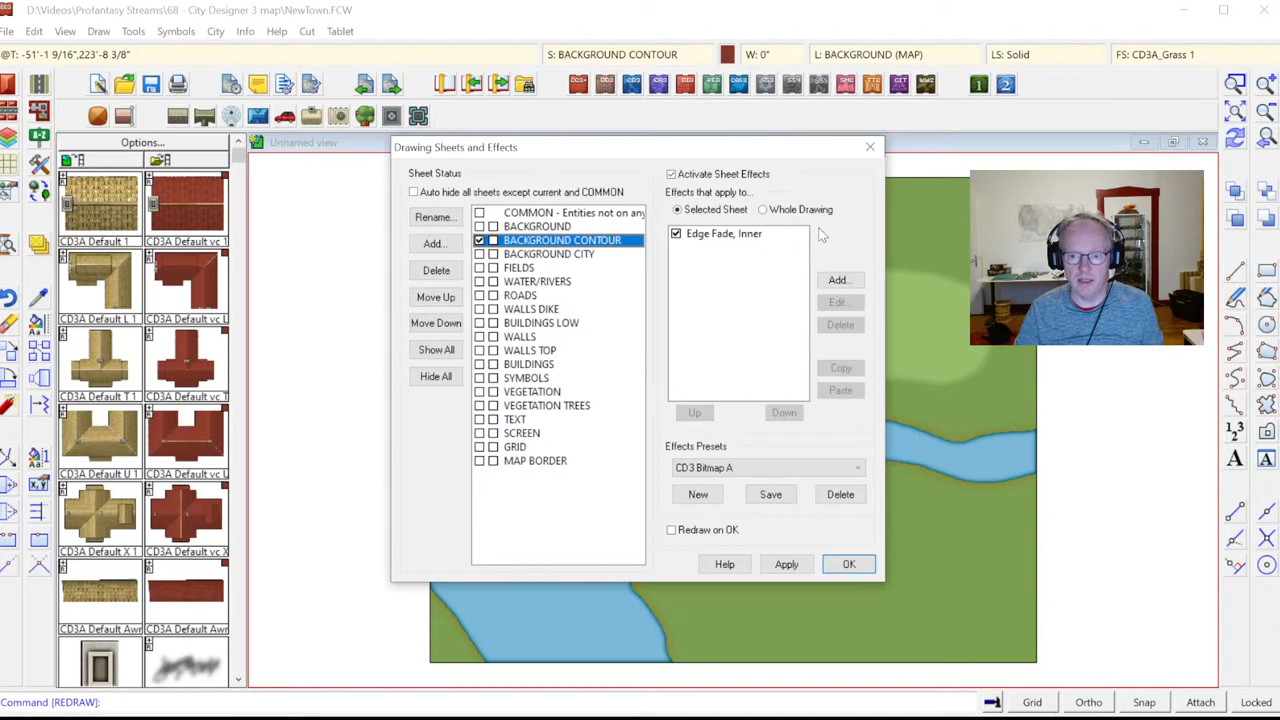 D:\Videos\Profantasy Streams\68 - City Designer 3 map\NewTown.FCW
File Edit View Draw Tools Symbols City Info Help Cut Tablet
@T: -51'-1 9/16",223'-8 3/8" S: BACKGROUND CONTOUR W: 0" L: BACKGROUND (MAP) LS: Solid FS: CD3A_Grass 1
Options...
Unnamed view
CD3A Default 1 CD3A Default vc 1
CD3A Default L 1 CD3A Default vc L
CD3A Default T 1 CD3A Default vc T
CD3A Default U 1 CD3A Default vc U
CD3A Default X 1 CD3A Default vc X
CD3A Default Awr CD3A Default Awr
Drawing Sheets and Effects
Sheet Status
Auto hide all sheets except current and COMMON
Rename...
Add...
Delete
Move Up
Move Down
Show All
Hide All
COMMON - Entities not on any
BACKGROUND
BACKGROUND CONTOUR
BACKGROUND CITY
FIELDS
WATER/RIVERS
ROADS
WALLS DIKE
BUILDINGS LOW
WALLS
WALLS TOP
BUILDINGS
SYMBOLS
VEGETATION
VEGETATION TREES
TEXT
SCREEN
GRID
MAP BORDER
Activate Sheet Effects
Effects that apply to...
Selected Sheet Whole Drawing
Edge Fade, Inner
Add...
Edit...
Delete
Copy
Paste
Up Down
Effects Presets
CD3 Bitmap A
New Save Delete
Redraw on OK
Help Apply OK
Command [REDRAW]:
Grid Ortho Snap Attach Locked